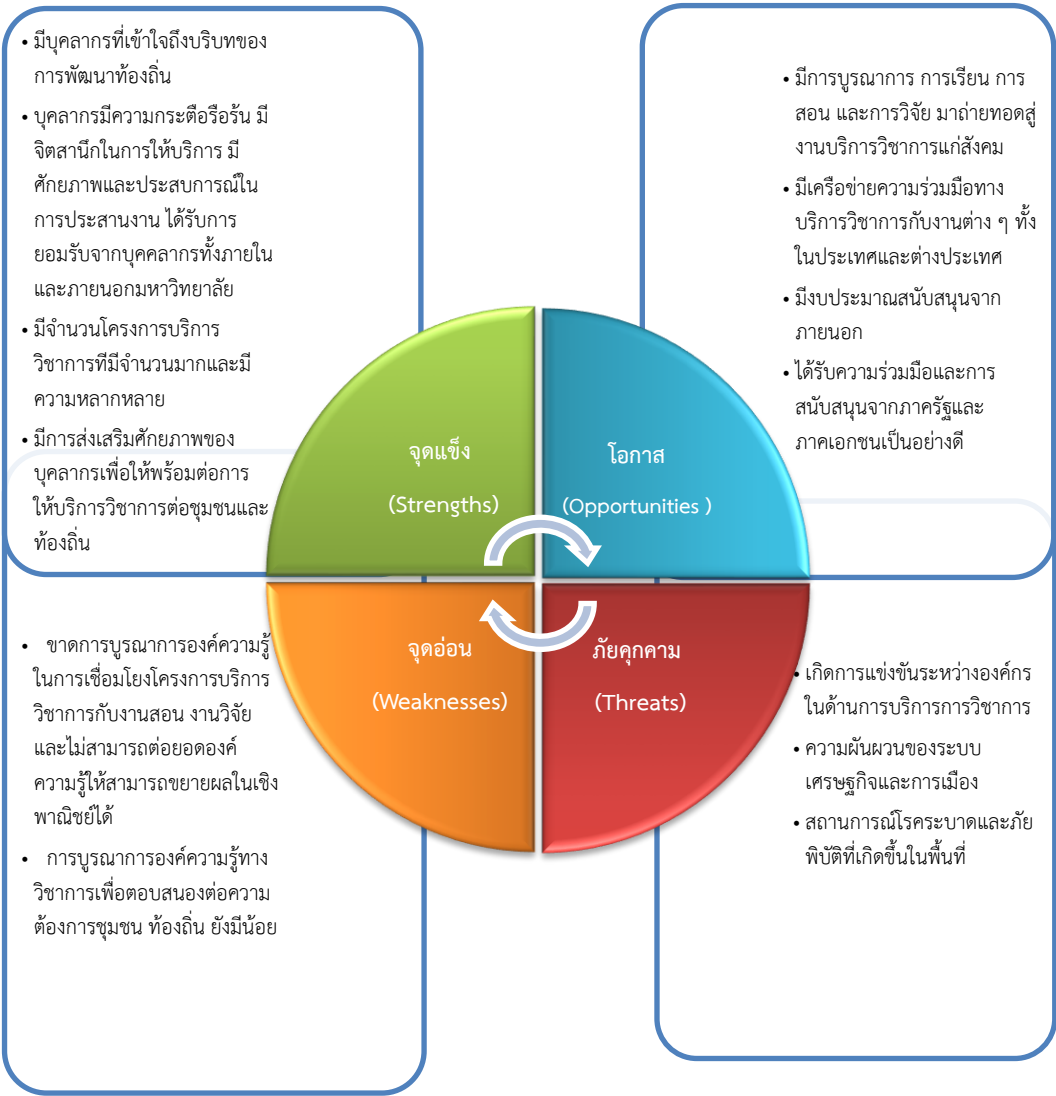 • มีบุคลากรที่เข้าใจถึงบริบทของ
การพัฒนาท้องถิ่น
• บุคลากรมีความกระตือรือร้น มี
จิตสานึกในการให้บริการ มี
ศักยภาพและประสบการณ์ใน
การประสานงาน ได้รับการ
ยอมรับจากบุคคลากรทั้งภายใน
และภายนอกมหาวิทยาลัย
• มีจำนวนโครงการบริการ
วิชาการทีมีจำนวนมากและมี
ความหลากหลาย
• มีการส่งเสริมศักยภาพของ
บุคลากรเพื่อให้พร้อมต่อการ
ให้บริการวิชาการต่อชุมชนและ
ท้องถิ่น
• มีการบูรณาการ การเรียน การ
สอน และการวิจัย มาถ่ายทอดสู่
งานบริการวิชาการแก่สังคม
• มีเครือข่ายความร่วมมือทาง
บริการวิชาการกับงานต่าง ๆ ทั้ง
ในประเทศและต่างประเทศ
• มีงบประมาณสนับสนุนจาก
ภายนอก
• ได้รับความร่วมมือและการ
สนับสนุนจากภาครัฐและ
ภาคเอกชนเป็นอย่างดี
จุดแข็ง
(Strengths)
โอกาส
(Opportunities )
จุดอ่อน
(Weaknesses)
ภัยคุกคาม
(Threats)
• ขาดการบูรณาการองค์ความรู้
ในการเชื่อมโยงโครงการบริการ
วิชาการกับงานสอน งานวิจัย
และไม่สามารถต่อยอดองค์
ความรู้ให้สามารถขยายผลในเชิง
พาณิชย์ได้
• การบูรณาการองค์ความรู้ทาง
วิชาการเพื่อตอบสนองต่อความ
ต้องการชุมชน ท้องถิ่น ยังมีน้อย
• เกิดการแข่งขันระหว่างองค์กร
ในด้านการบริการการวิชาการ
• ความผันผวนของระบบ
เศรษฐกิจและการเมือง
• สถานการณ์โรคระบาดและภัย
พิบัติที่เกิดขึ้นในพื้นที่